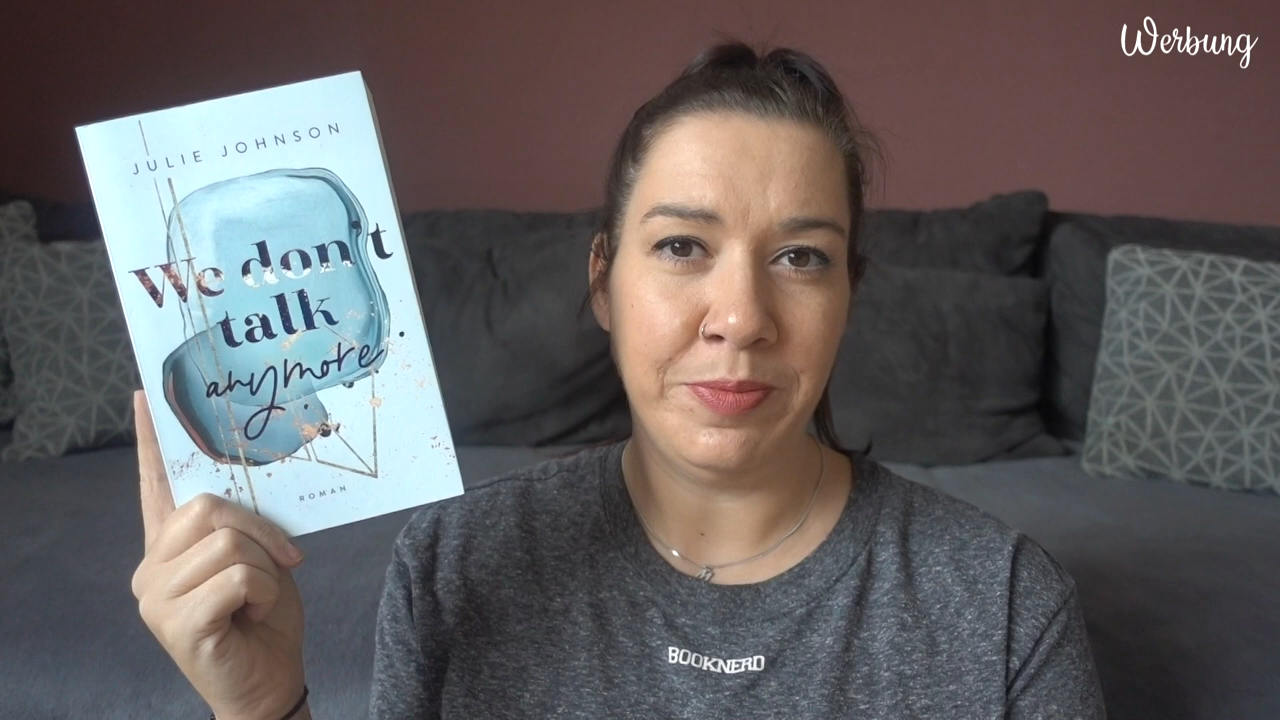 Werbung
JULIE JOHNSON
We don't
talk
anymore
ROMAN
BOOKNERD